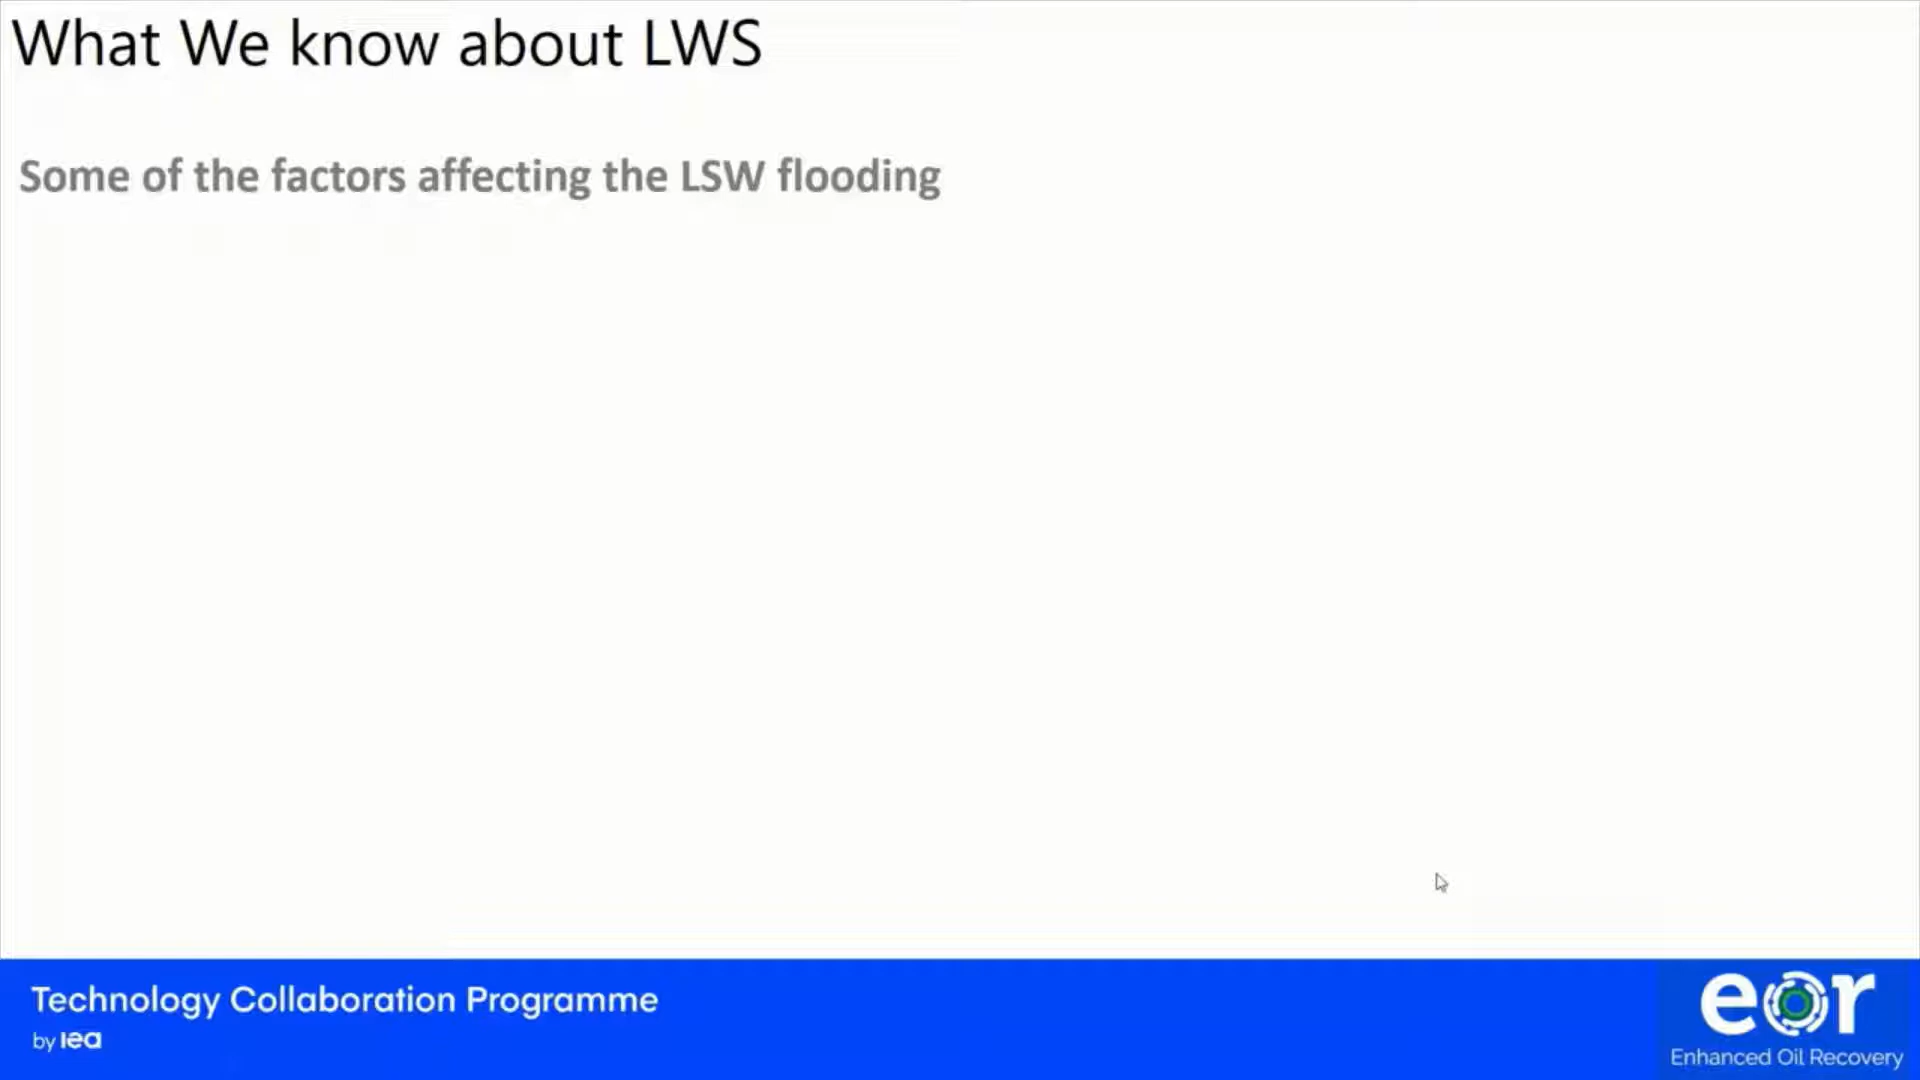 What We know about LWS
Some of the factors affecting the LSW flooding
Technology Collaboration Programme
by iea
eor
Enhanced Oil Recovery